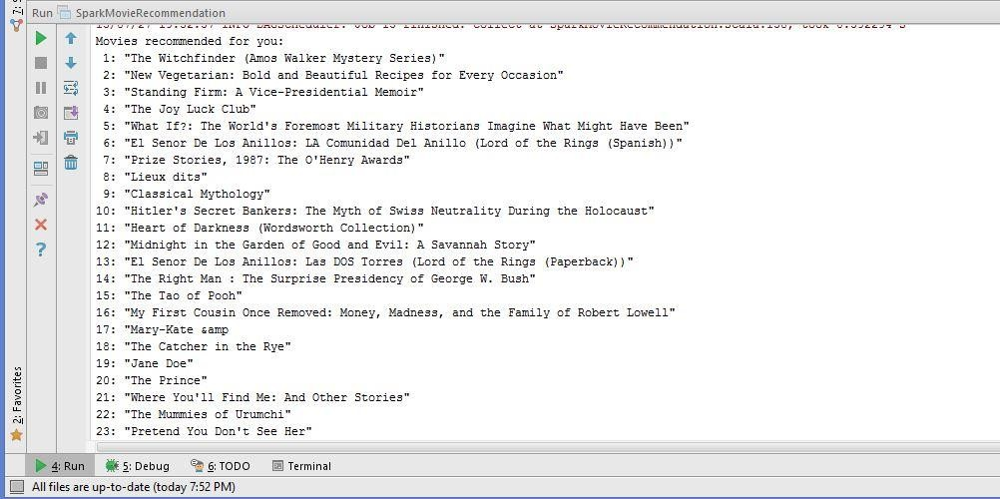 Run SparkMovieRecommendation
Movies recommended for you:
1: "The Witchfinder (Amos Walker Mystery Series)"
2: "New Vegetarian: Bold and Beautiful Recipes for Every Occasion"
3: "Standing Firm: A Vice-Presidential Memoir"
4: "The Joy Luck Club"
5: "What If?: The World's Foremost Military Historians Imagine What Might Have Been"
6: "El Senor De Los Anillos: LA Comunidad Del Anillo (Lord of the Rings (Spanish))"
7: "Prize Stories, 1987: The O'Henry Awards"
8: "Lieux dits"
9: "Classical Mythology"
10: "Hitler's Secret Bankers: The Myth of Swiss Neutrality During the Holocaust"
11: "Heart of Darkness (Wordsworth Collection)"
12: "Midnight in the Garden of Good and Evil: A Savannah Story"
13: "El Senor De Los Anillos: Las DOS Torres (Lord of the Rings (Paperback))"
14: "The Right Man : The Surprise Presidency of George W. Bush"
15: "The Tao of Pooh"
16: "My First Cousin Once Removed: Money, Madness, and the Family of Robert Lowell"
17: "Mary-Kate &amp
18: "The Catcher in the Rye"
19: "Jane Doe"
20: "The Prince"
21: "Where You'll Find Me: And Other Stories"
22: "The Mummies of Urumchi"
23: "Pretend You Don't See Her"
2: Favorites
4: Run 5: Debug 6: TODO Terminal
All files are up-to-date (today 7:52 PM)